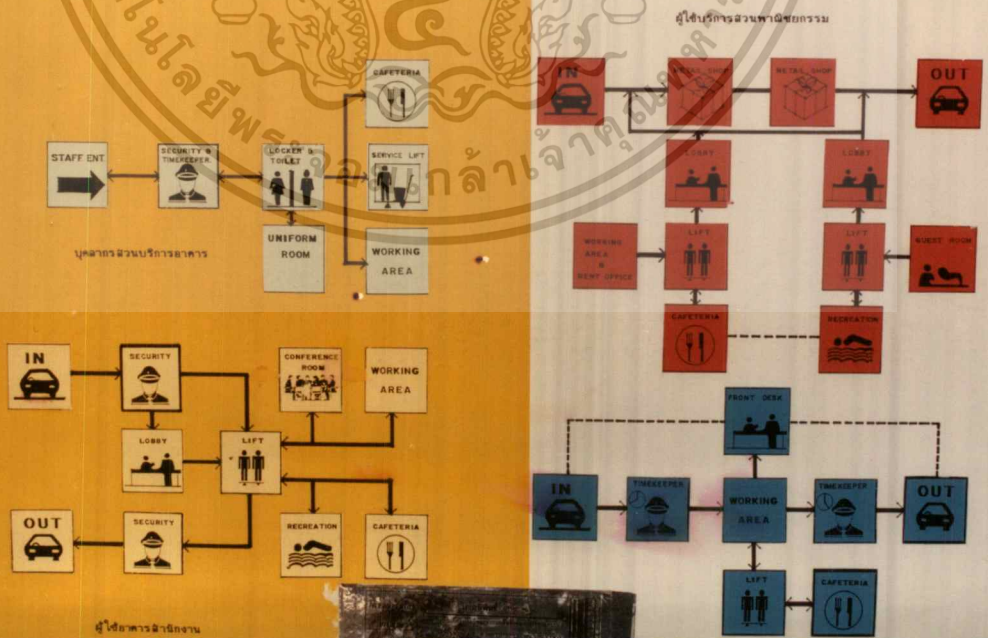 ผู้ใช้บริการส่วนพาณิชยกรรม
CAFETERIA
STAFF ENT.
SECURITY &
TIMEKEEPER
LOCKER &
TOILET
SERVICE LIFT
UNIFORM
ROOM
WORKING
AREA
บุคลากรส่วนบริการอาคาร
IN
RETAIL SHOP
RETAIL SHOP
OUT
LOBBY
LOBBY
WORKING
AREA
&
RENT OFFICE
LIFT
LIFT
GUEST ROOM
CAFETERIA
RECREATION
IN
SECURITY
CONFERENCE
ROOM
WORKING
AREA
LOBBY
LIFT
OUT
SECURITY
RECREATION
CAFETERIA
ผู้ใช้อาคารสำนักงาน
FRONT DESK
IN
TIMEKEEPER
WORKING
AREA
TIMEKEEPER
OUT
LIFT
CAFETERIA